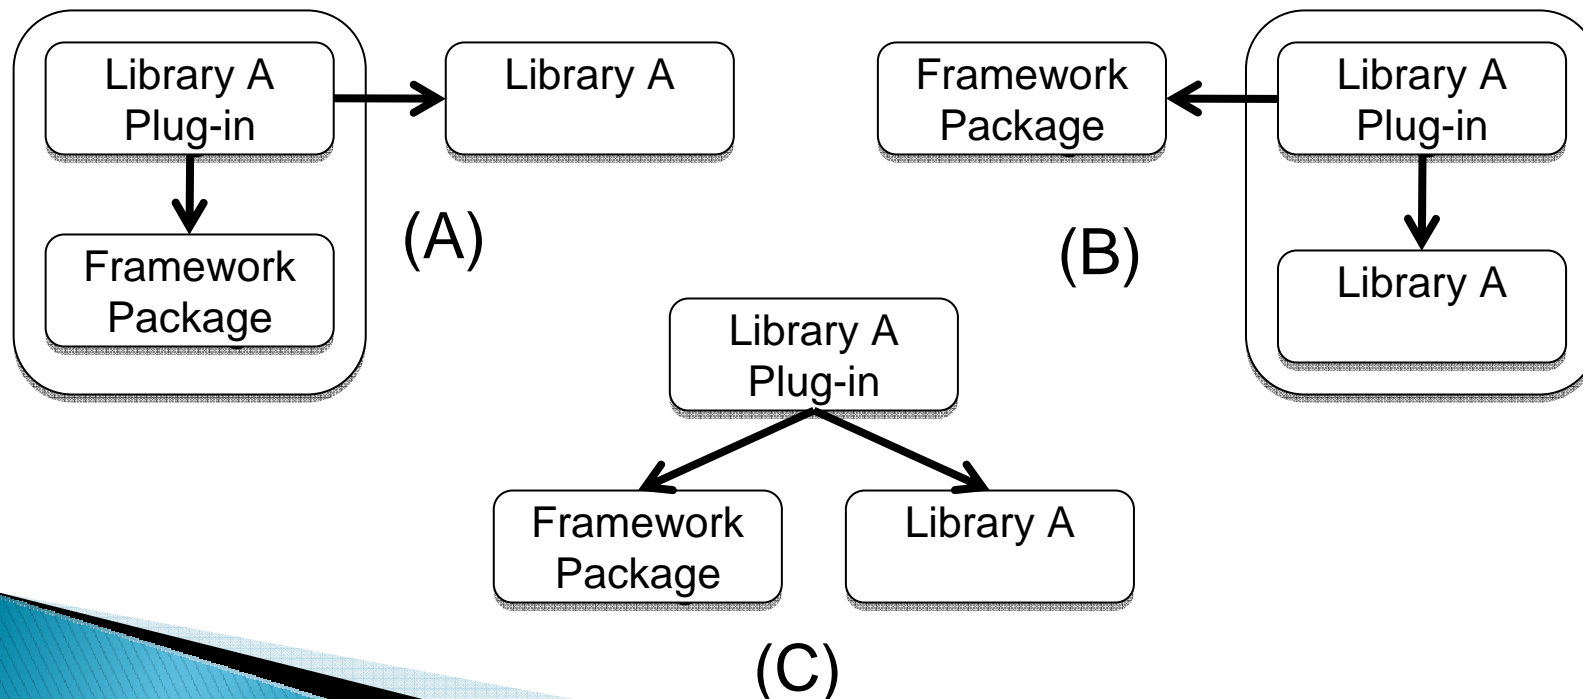 Library A
Plug-in
Library A
Framework
Package
(A)
Framework
Package
Library A
Plug-in
Library A
(B)
Library A
Plug-in
Framework
Package
Library A
(C)